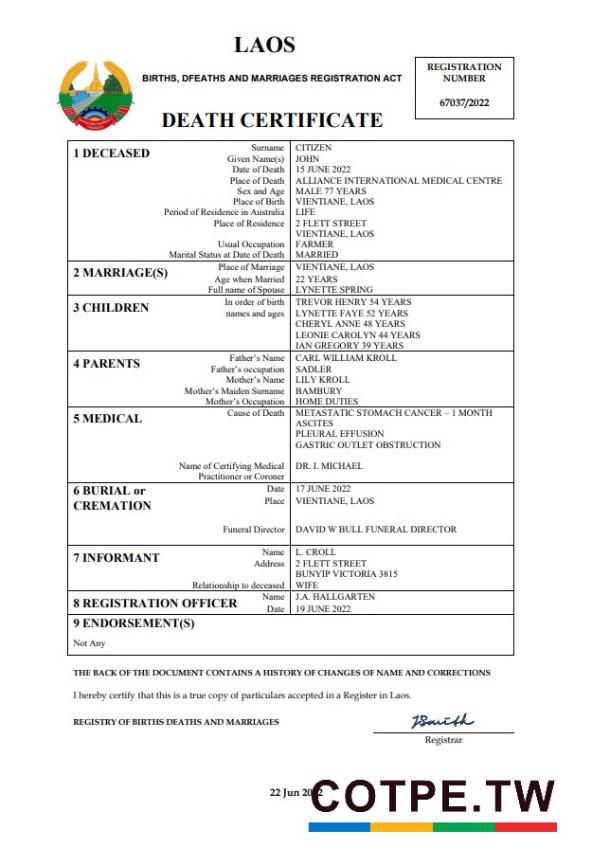 LAOS
BIRTHS, DFEATHS AND MARRIAGES REGISTRATION ACT
REGISTRATION
NUMBER
67037/2022
DEATH CERTIFICATE
1 DECEASED
Surname CITIZEN
Given Name(s) JOHN
Date of Death 15 JUNE 2022
Place of Death ALLIANCE INTERNATIONAL MEDICAL CENTRE
Sex and Age MALE 77 YEARS
Place of Birth VIENTIANE, LAOS
Period of Residence in Australia LIFE
Place of Residence 2 FLETT STREET
VIENTIANE, LAOS
Usual Occupation FARMER
Marital Status at Date of Death MARRIED
2 MARRIAGE(S)
Place of Marriage VIENTIANE, LAOS
Age when Married 22 YEARS
Full name of Spouse LYNETTE SPRING
3 CHILDREN
In order of birth TREVOR HENRY 54 YEARS
names and ages LYNETTE FAYE 52 YEARS
CHERYL ANNE 48 YEARS
LEONIE CAROLYN 44 YEARS
IAN GREGORY 39 YEARS
4 PARENTS
Father's Name CARL WILLIAM KROLL
Father's occupation SADLER
Mother's Name LILY KROLL
Mother's Maiden Surname BAMBURY
Mother's Occupation HOME DUTIES
5 MEDICAL
Cause of Death METASTATIC STOMACH CANCER – 1 MONTH
ASCITES
PLEURAL EFFUSION
GASTRIC OUTLET OBSTRUCTION
Name of Certifying Medical DR. I. MICHAEL
Practitioner or Coroner
6 BURIAL or
CREMATION
Date 17 JUNE 2022
Place VIENTIANE, LAOS
Funeral Director DAVID W BULL FUNERAL DIRECTOR
7 INFORMANT
Name L. CROLL
Address 2 FLETT STREET
BUNYIP VICTORIA 3815
Relationship to deceased WIFE
8 REGISTRATION OFFICER
Name J.A. HALLGARTEN
Date 19 JUNE 2022
9 ENDORSEMENT(S)
Not Any
THE BACK OF THE DOCUMENT CONTAINS A HISTORY OF CHANGES OF NAME AND CORRECTIONS
I hereby certify that this is a true copy of particulars accepted in a Register in Laos.
REGISTRY OF BIRTHS DEATHS AND MARRIAGES
JSmith
Registrar
22 Jun 2022
COTPE.TW